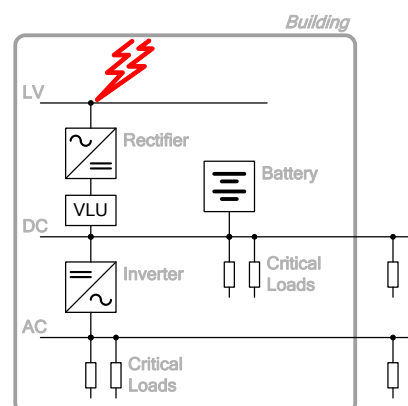 Building
LV
Rectifier
Battery
VLU
DC
Inverter
Critical
Loads
AC
Critical
Loads